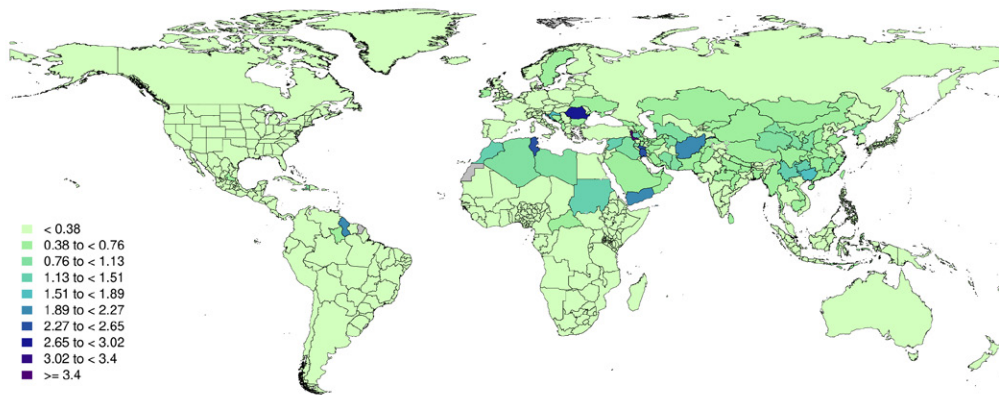 < 0.38
0.38 to < 0.76
0.76 to < 1.13
1.13 to < 1.51
1.51 to < 1.89
1.89 to < 2.27
2.27 to < 2.65
2.65 to < 3.02
3.02 to < 3.4
>= 3.4